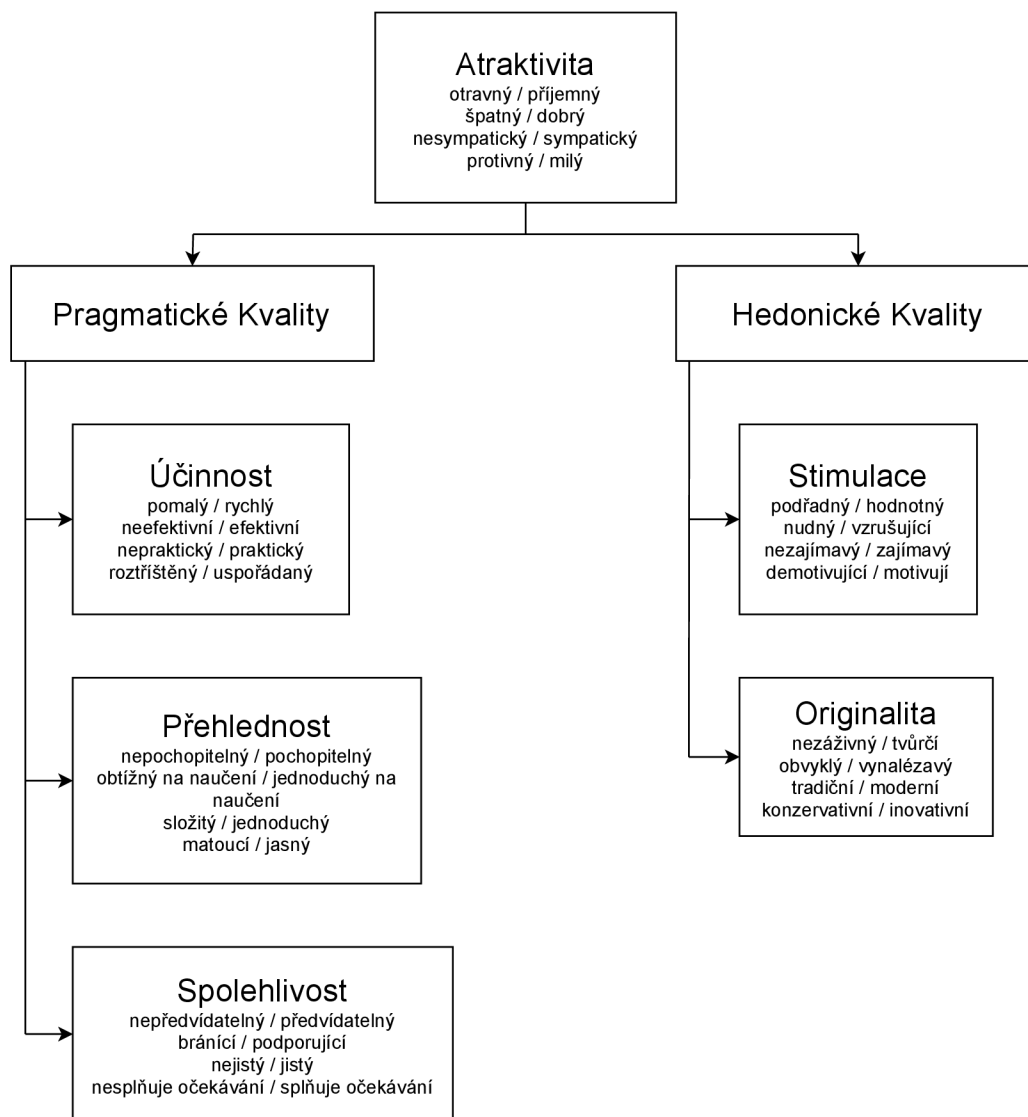 Atraktivita
otravný / příjemný
špatný / dobrý
nesympatický / sympatický
protivný / milý
Pragmatické Kvality
Hedonické Kvality
Účinnost
pomalý / rychlý
neefektivní / efektivní
nepraktický / praktický
roztříštěný / uspořádaný
Stimulace
podřadný / hodnotný
nudný / vzrušující
nezajímavý / zajímavý
demotivující / motivují
Přehlednost
nepochopitelný / pochopitelný
obtížný na naučení / jednoduchý na
naučení
složitý / jednoduchý
matoucí / jasný
Originalita
nezáživný / tvůrčí
obvyklý / vynalézavý
tradiční / moderní
konzervativní / inovativní
Spolehlivost
nepředvídatelný / předvídatelný
bránící / podporující
nejistý / jistý
nesplňuje očekávání / splňuje očekávání